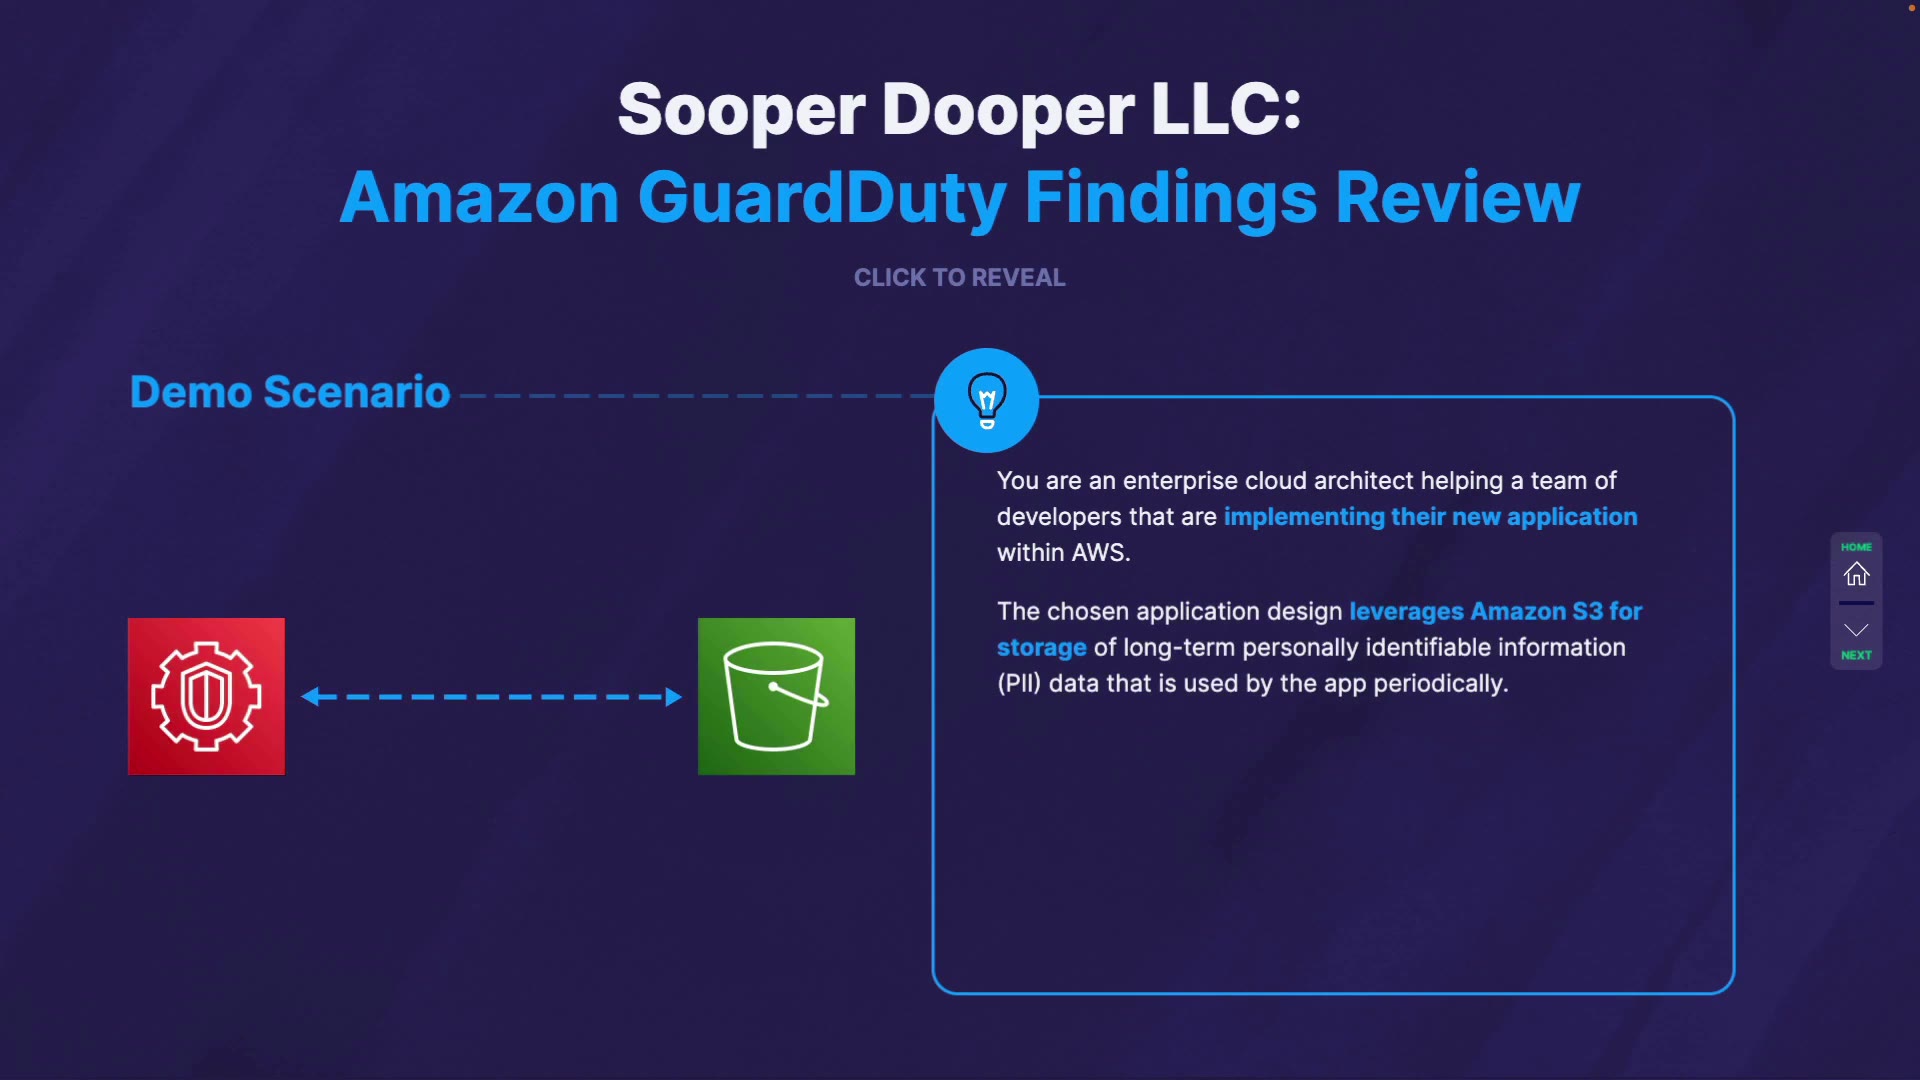 Sooper Dooper LLC:
Amazon GuardDuty Findings Review
CLICK TO REVEAL
Demo Scenario
You are an enterprise cloud architect helping a team of
developers that are implementing their new application
within AWS.
The chosen application design leverages Amazon S3 for
storage of long-term personally identifiable information
(PII) data that is used by the app periodically.
HOME
NEXT